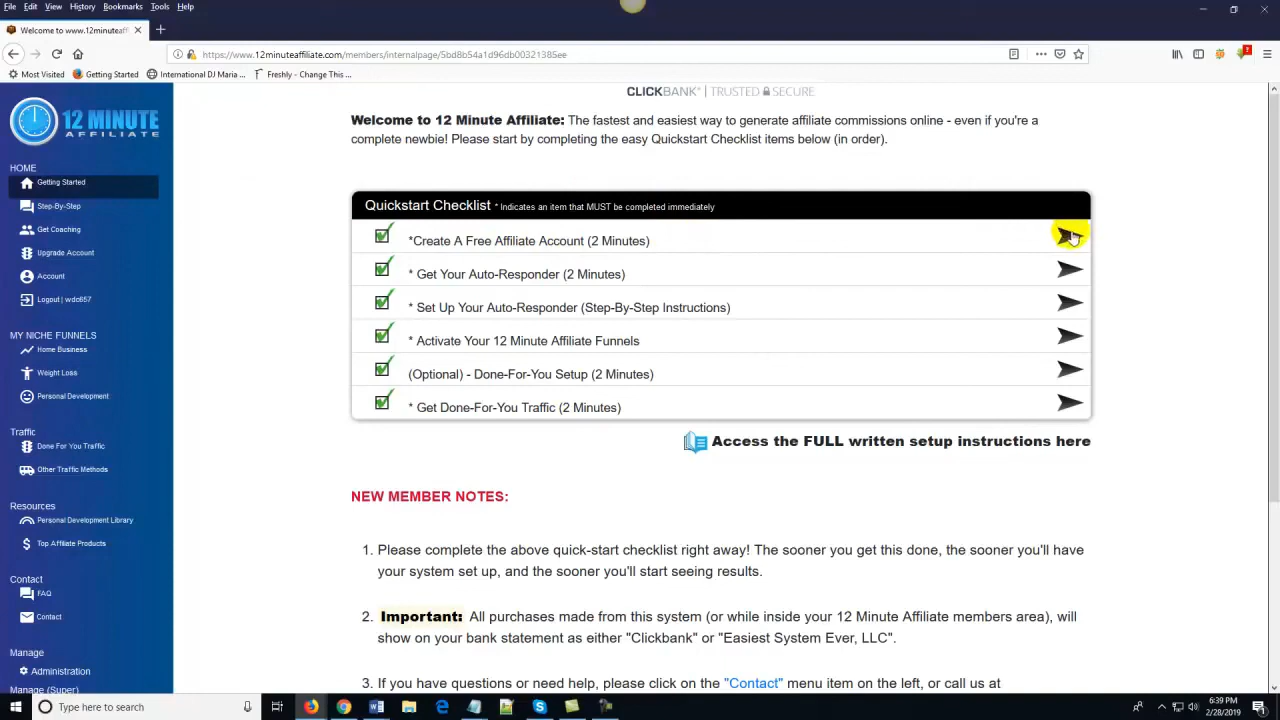 File Edit View History Bookmarks Tools Help
Welcome to www.12minuteaf
https://www.12minuteaffiliate.com/members/internalpage/5bd8b54a1d96db00321385ee
7
Most Visited Getting Started International DJ Maria ... Freshly - Change This ...
CLICKBANK | TRUSTED SECURE
12 MINUTE
AFFILIATE
Welcome to 12 Minute Affiliate: The fastest and easiest way to generate affiliate commissions online - even if you're a
complete newbie! Please start by completing the easy Quickstart Checklist items below (in order).
HOME
Getting Started
Step-By-Step
Get Coaching
Upgrade Account
Account
Logout | wdc657
MY NICHE FUNNELS
Home Business
Weight Loss
Personal Development
Traffic
Done For You Traffic
Other Traffic Methods
Resources
Personal Development Library
Top Affiliate Products
Contact
FAQ
Contact
Manage
Administration
Manage (Super)
Quickstart Checklist * Indicates an item that MUST be completed immediately
*Create A Free Affiliate Account (2 Minutes)
* Get Your Auto-Responder (2 Minutes)
* Set Up Your Auto-Responder (Step-By-Step Instructions)
* Activate Your 12 Minute Affiliate Funnels
(Optional) - Done-For-You Setup (2 Minutes)
* Get Done-For-You Traffic (2 Minutes)
Access the FULL written setup instructions here
NEW MEMBER NOTES:
1. Please complete the above quick-start checklist right away! The sooner you get this done, the sooner you'll have
your system set up, and the sooner you'll start seeing results.
2. Important: All purchases made from this system (or while inside your 12 Minute Affiliate members area), will
show on your bank statement as either "Clickbank" or "Easiest System Ever, LLC".
3. If you have questions or need help, please click on the "Contact" menu item on the left, or call us at
Type here to search
6:39 PM
2/28/2019